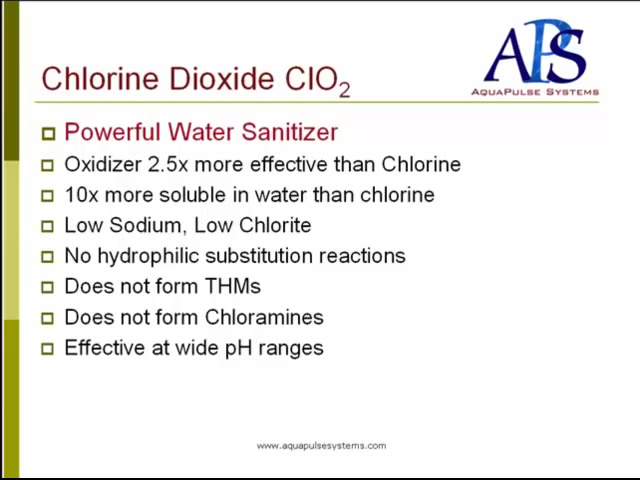 APS
AquaPulse Systems
Chlorine Dioxide ClO2
Powerful Water Sanitizer
Oxidizer 2.5x more effective than Chlorine
10x more soluble in water than chlorine
Low Sodium, Low Chlorite
No hydrophilic substitution reactions
Does not form THMs
Does not form Chloramines
Effective at wide pH ranges
www.aquapulsesystems.com